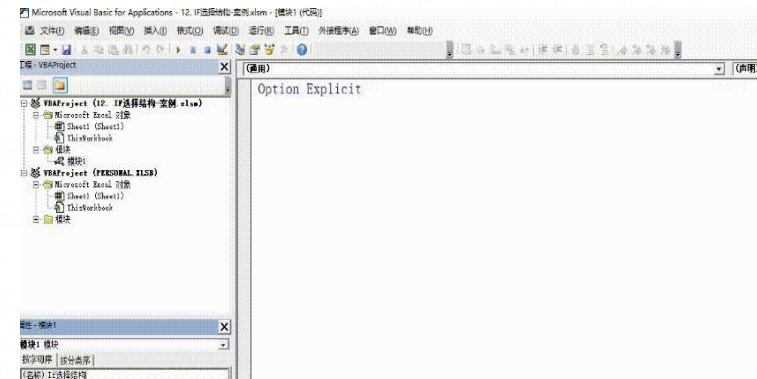 Microsoft Visual Basic for Applications - 12. IF选择结构-案例.xlsm - [模块1 (代码)]
文件(F) 编辑(E) 视图(V) 插入(I) 格式(O) 调试(D) 运行(R) 工具(T) 外接程序(A) 窗口(W) 帮助(H)
工程 - VBAProject
(通用)
(声明
Option Explicit
VBAProject (12. IF选择结构-案例.xlsm)
Microsoft Excel 对象
Sheet1 (Sheet1)
ThisWorkbook
模块
模块1
VBAProject (PERSONAL.XLSB)
Microsoft Excel 对象
Sheet1 (Sheet1)
ThisWorkbook
模块
属性 - 模块1
模块1 模块
按字母序 按分类序
(名称) IF选择结构